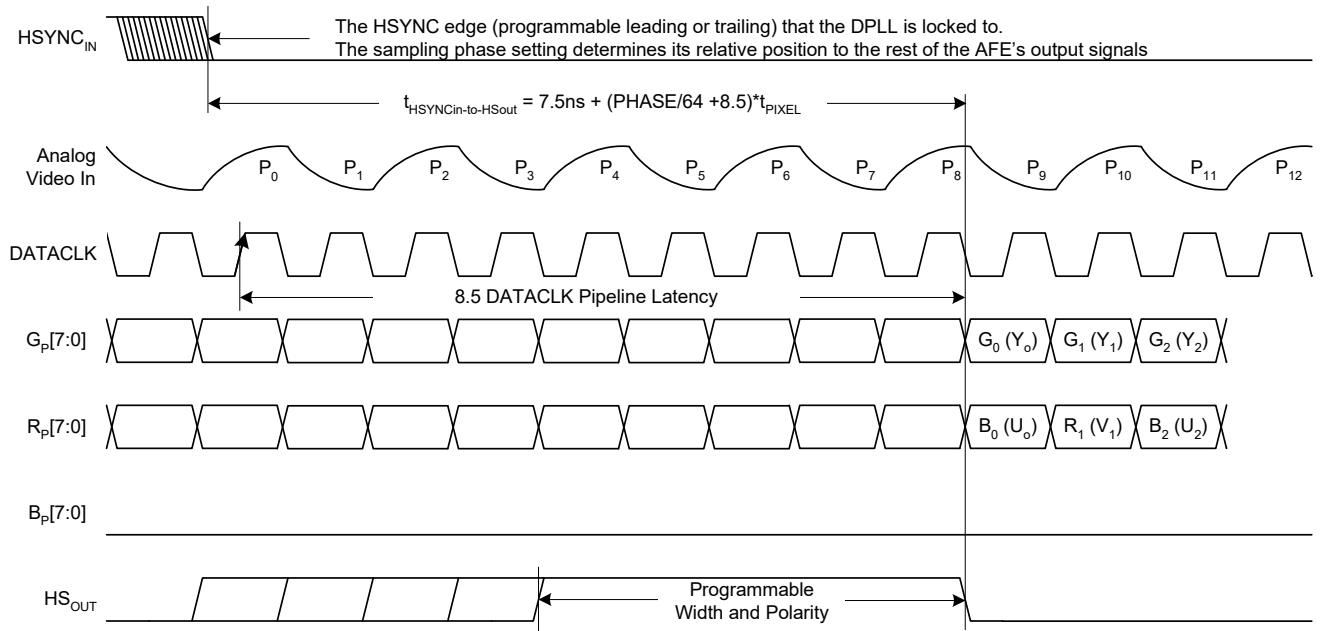 HSYNC_IN
The HSYNC edge (programmable leading or trailing) that the DPLL is locked to.
The sampling phase setting determines its relative position to the rest of the AFE's output signals
t_HSYNCin-to-HSout = 7.5ns + (PHASE/64 +8.5)*t_PIXEL
Analog
Video In
P_0 P_1 P_2 P_3 P_4 P_5 P_6 P_7 P_8 P_9 P_10 P_11 P_12
DATACLK
8.5 DATACLK Pipeline Latency
G_P[7:0]
G_0 (Y_o) G_1 (Y_1) G_2 (Y_2)
R_P[7:0]
B_0 (U_o) R_1 (V_1) B_2 (U_2)
B_P[7:0]
HS_OUT
Programmable
Width and Polarity